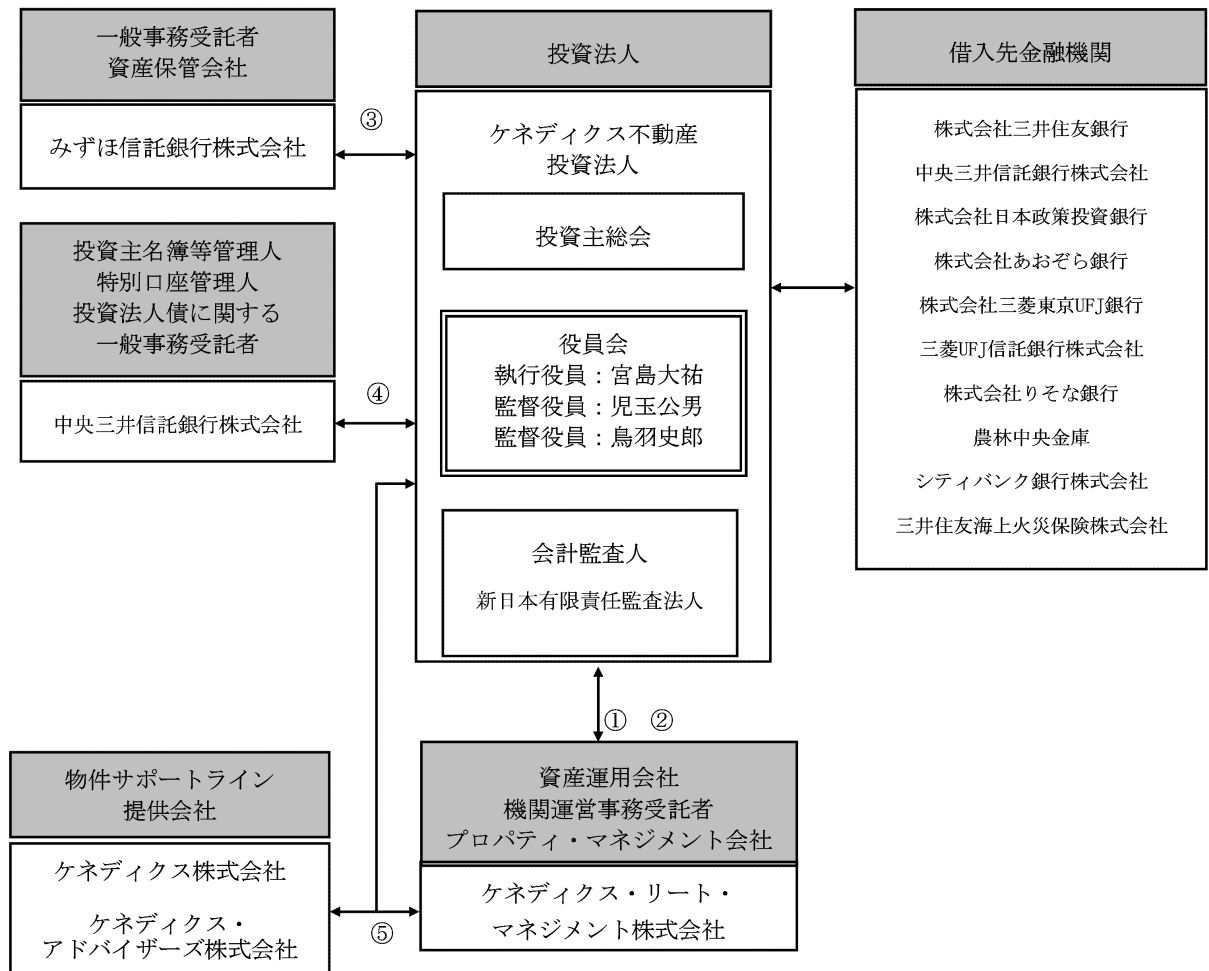 一般事務受託者
資産保管会社
みずほ信託銀行株式会社
③
投資主名簿等管理人
特別口座管理人
投資法人債に関する
一般事務受託者
中央三井信託銀行株式会社
④
投資法人
ケネディクス不動産
投資法人
投資主総会
役員会
執行役員：宮島大祐
監督役員：児玉公男
監督役員：鳥羽史郎
会計監査人
新日本有限責任監査法人
借入先金融機関
株式会社三井住友銀行
中央三井信託銀行株式会社
株式会社日本政策投資銀行
株式会社あおぞら銀行
株式会社三菱東京UFJ銀行
三菱UFJ信託銀行株式会社
株式会社りそな銀行
農林中央金庫
シティバンク銀行株式会社
三井住友海上火災保険株式会社
① ②
物件サポートライン
提供会社
ケネディクス株式会社
ケネディクス・
アドバイザーズ株式会社
⑤
資産運用会社
機関運営事務受託者
プロパティ・マネジメント会社
ケネディクス・リート・
マネジメント株式会社